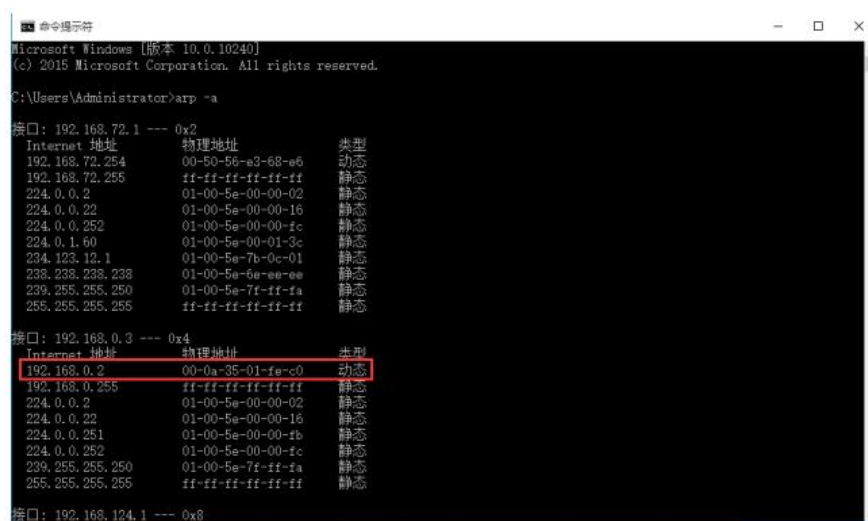 命令提示符
Microsoft Windows [版本 10.0.10240]
(c) 2015 Microsoft Corporation. All rights reserved.
C:\Users\Administrator>arp -a
接口: 192.168.72.1 --- 0x2
Internet 地址 物理地址 类型
192.168.72.254 00-50-56-e3-68-e6 动态
192.168.72.255 ff-ff-ff-ff-ff-ff 静态
224.0.0.2 01-00-5e-00-00-02 静态
224.0.0.22 01-00-5e-00-00-16 静态
224.0.0.252 01-00-5e-00-00-fc 静态
224.0.1.60 01-00-5e-00-01-3c 静态
234.123.12.1 01-00-5e-7b-0c-01 静态
238.238.238.238 01-00-5e-6e-ee-ee 静态
239.255.255.250 01-00-5e-7f-ff-fa 静态
255.255.255.255 ff-ff-ff-ff-ff-ff 静态
接口: 192.168.0.3 --- 0x4
Internet 地址 物理地址 类型
192.168.0.2 00-0a-35-01-fe-c0 动态
192.168.0.255 ff-ff-ff-ff-ff-ff 静态
224.0.0.2 01-00-5e-00-00-02 静态
224.0.0.22 01-00-5e-00-00-16 静态
224.0.0.251 01-00-5e-00-00-fb 静态
224.0.0.252 01-00-5e-00-00-fc 静态
239.255.255.250 01-00-5e-7f-ff-fa 静态
255.255.255.255 ff-ff-ff-ff-ff-ff 静态
接口: 192.168.124.1 --- 0x8